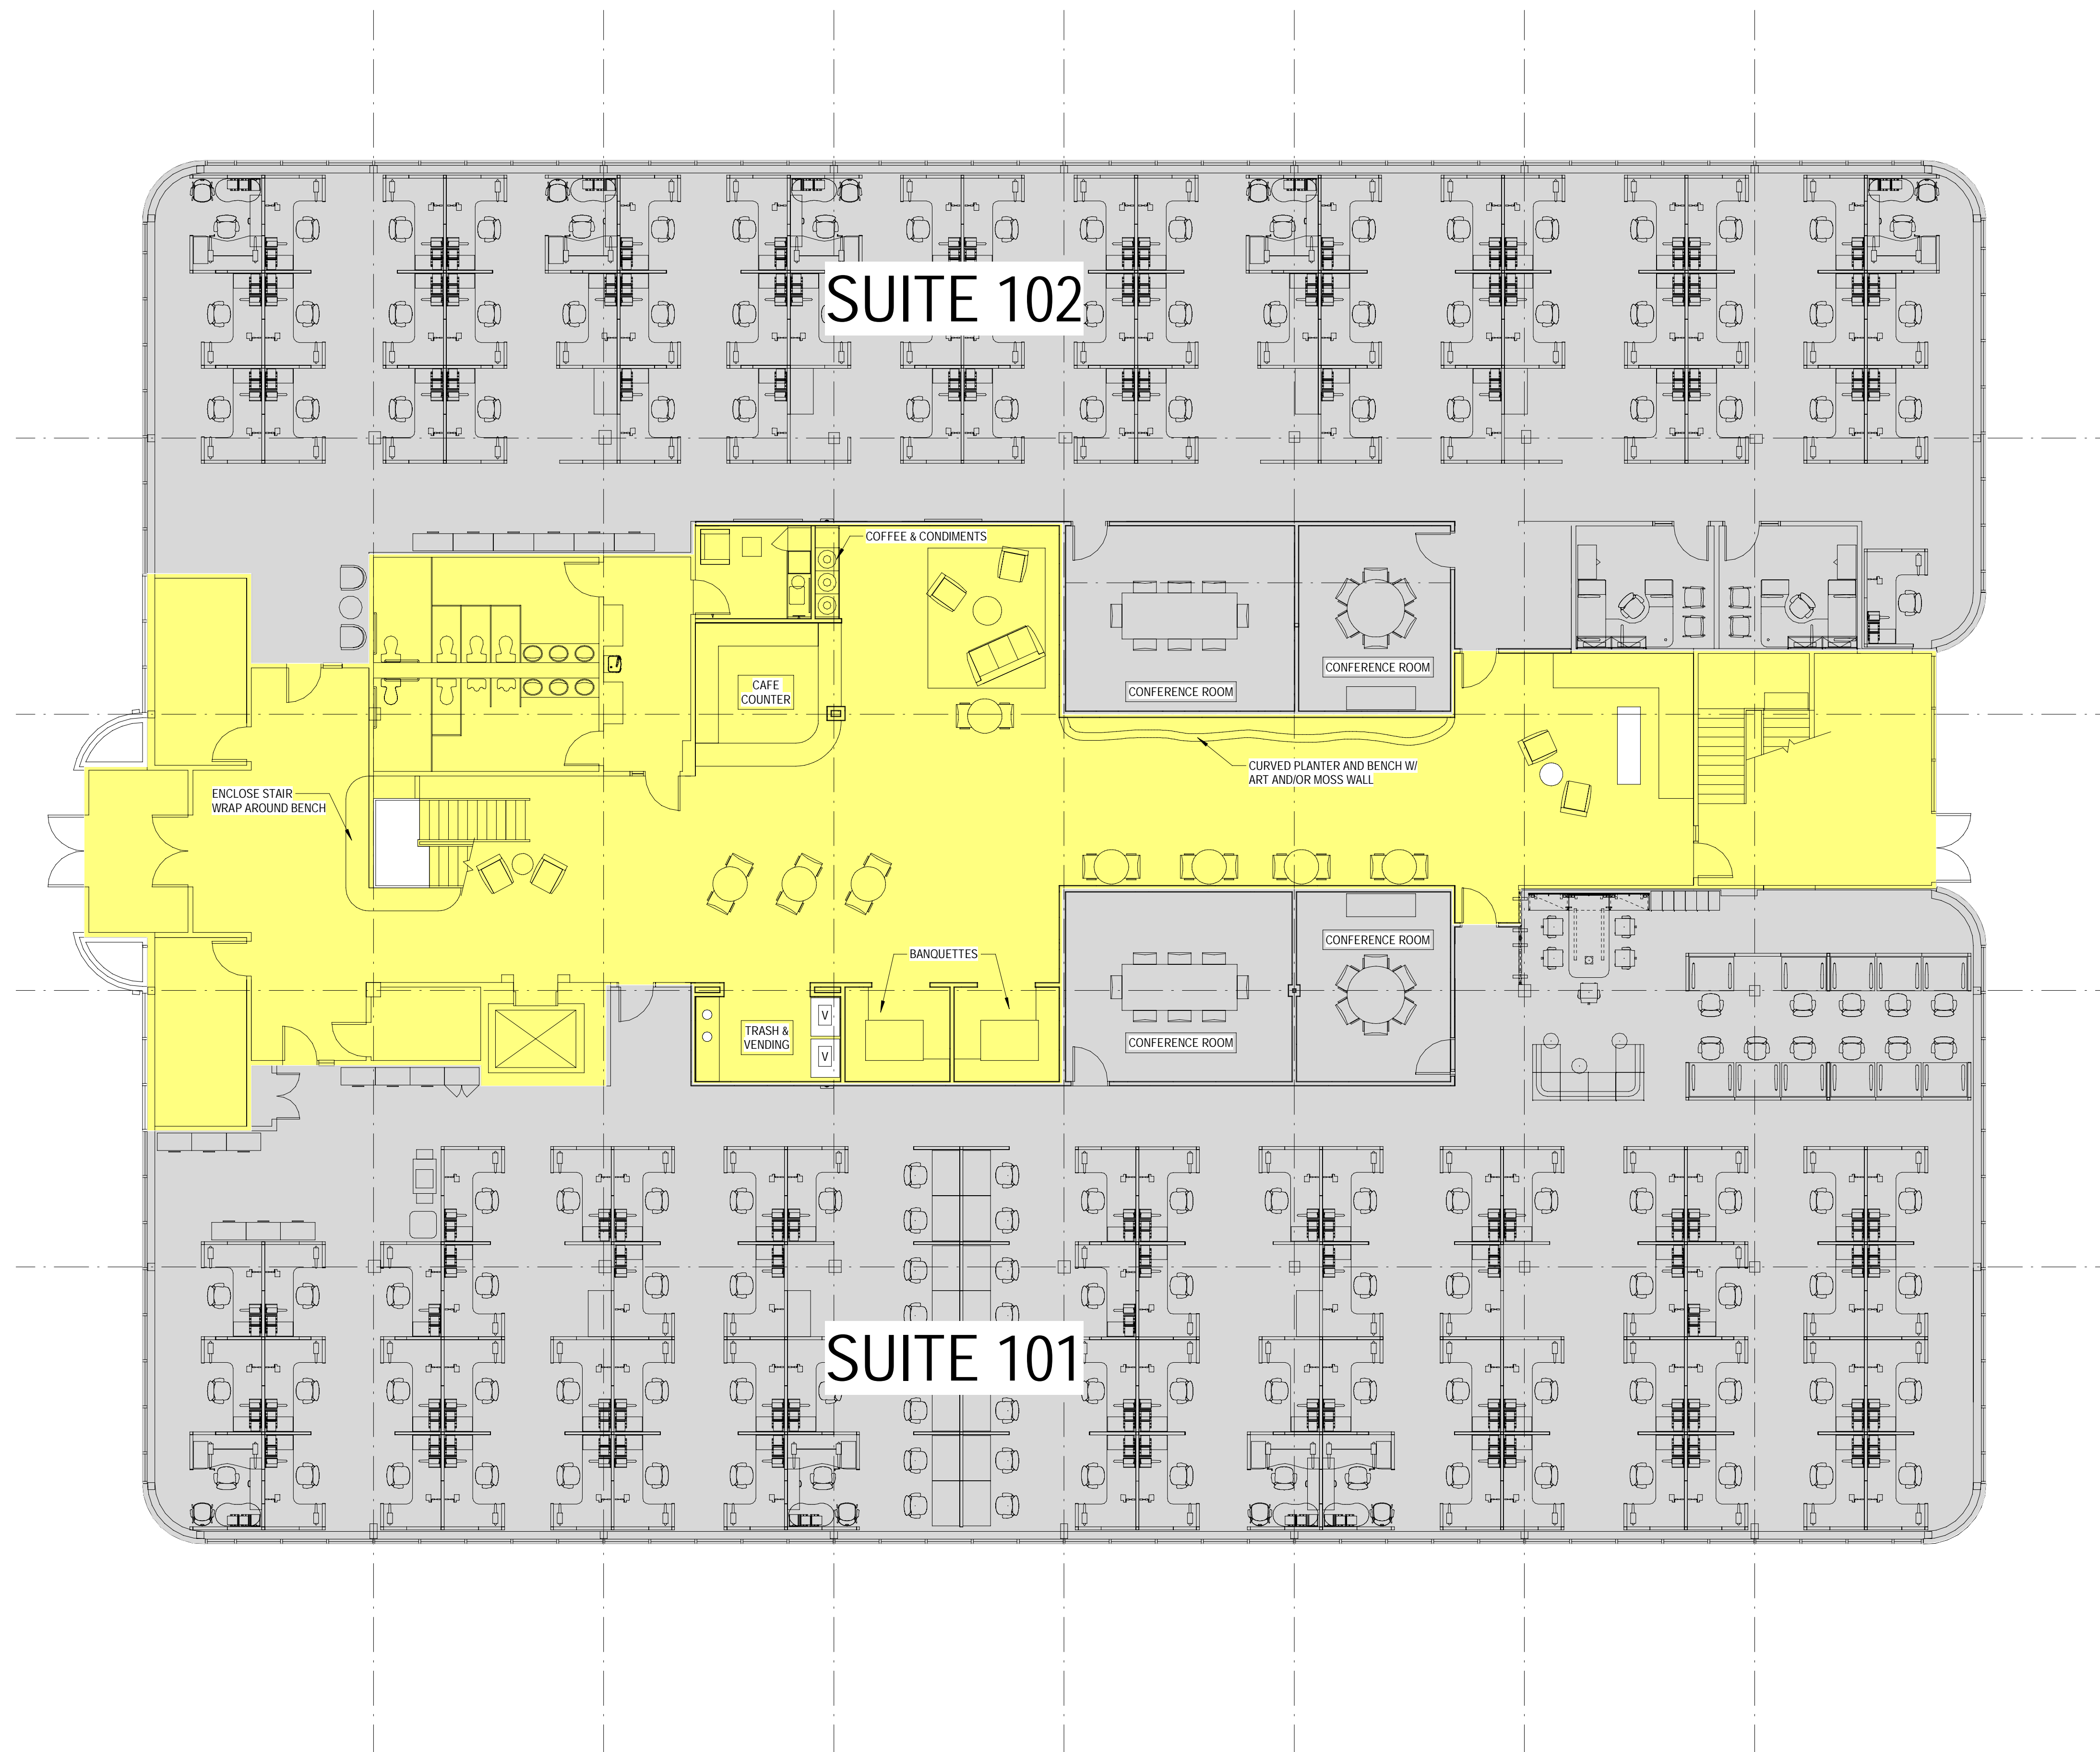 SUITE 102
COFFEE & CONDIMENTS
CAFE
COUNTER
CONFERENCE ROOM
CONFERENCE ROOM
CURVED PLANTER AND BENCH W/
ART AND/OR MOSS WALL
ENCLOSE STAIR
WRAP AROUND BENCH
BANQUETTES
CONFERENCE ROOM
CONFERENCE ROOM
TRASH &
VENDING
V
V
SUITE 101